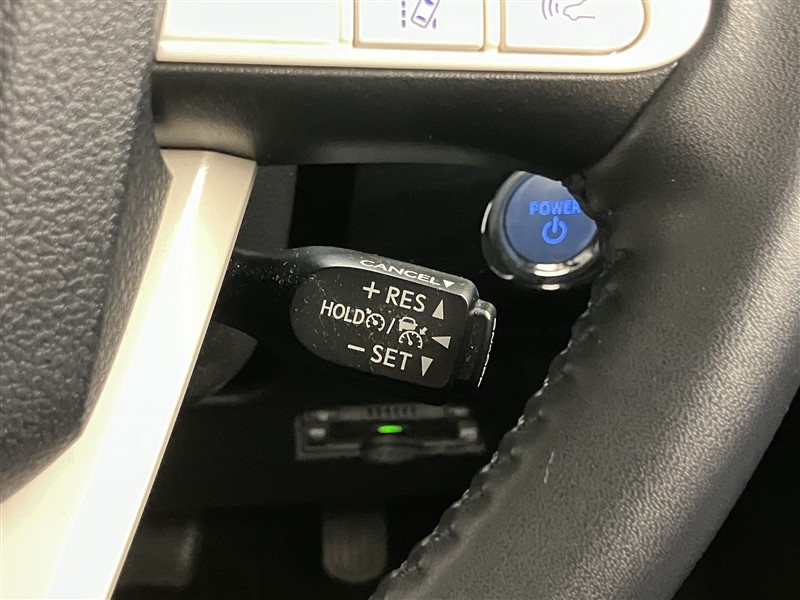 POWER
CANCEL▼
+RES▲
HOLD / ◀
−SET▼